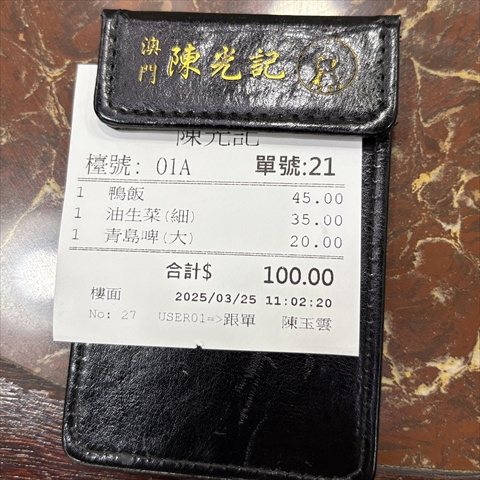 澳門 陳光記
陳光記
檯號: 01A 單號:21
1 鴨飯 45.00
1 油生菜(細) 35.00
1 青島啤(大) 20.00
合計$ 100.00
樓面 2025/03/25 11:02:20
No: 27 USER01=>跟單 陳玉雲